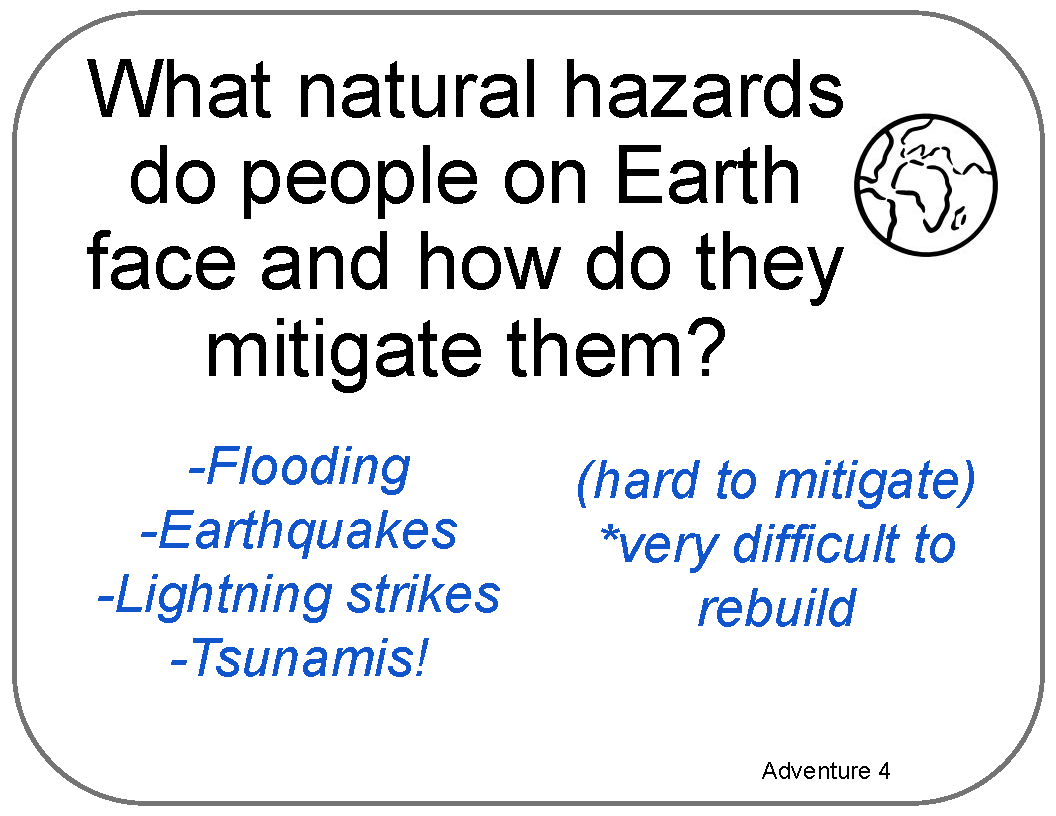 What natural hazards
do people on Earth
face and how do they
mitigate them?
-Flooding
-Earthquakes
-Lightning strikes
-Tsunamis!
(hard to mitigate)
*very difficult to
rebuild
Adventure 4